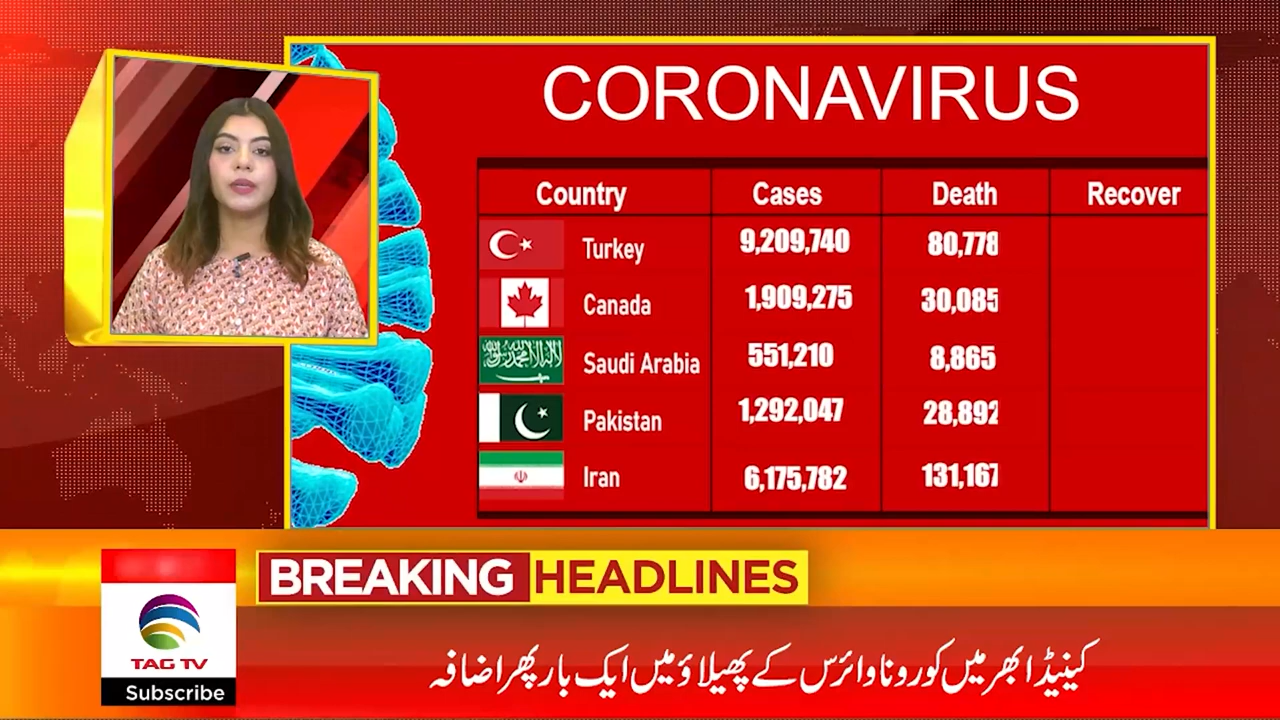 CORONAVIRUS
Country Cases Death Recover
Turkey 9,209,740 80,778
Canada 1,909,275 30,085
Saudi Arabia 551,210 8,865
Pakistan 1,292,047 28,892
Iran 6,175,782 131,167
BREAKING HEADLINES
TAG TV
Subscribe
کینیڈا بھر میں کورونا وائرس کے پھیلاؤ میں ایک بار پھر اضافہ